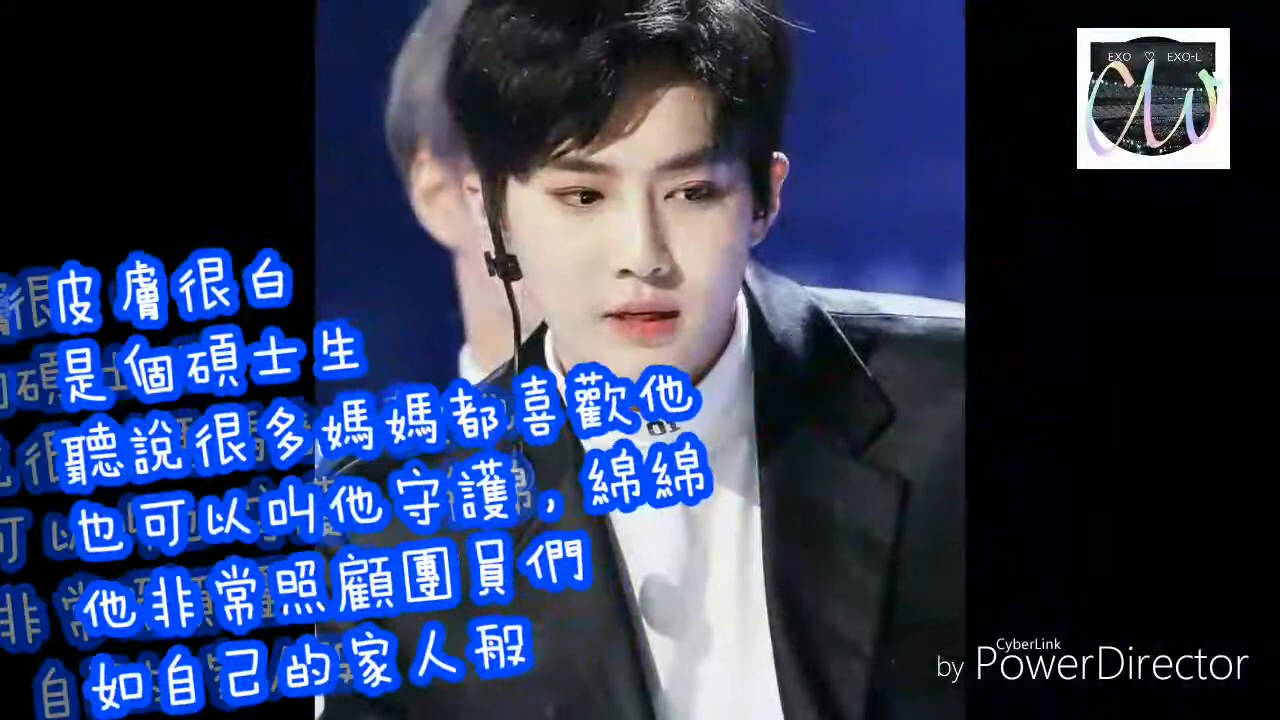 EXO ♡ EXO-L
CW
皮膚很白
是個碩士生
聽說很多媽媽都喜歡他
也可以叫他守護，綿綿
他非常照顧團員們
如自己的家人般
CyberLink
by PowerDirector